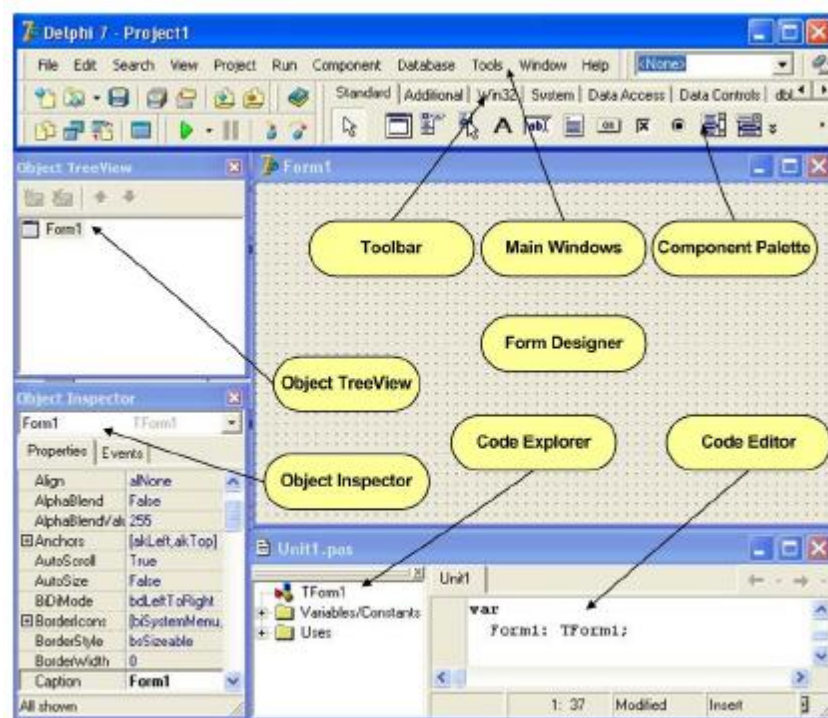 Delphi 7 - Project1
File Edit Search View Project Run Component Database Tools Window Help <None>
Standard Additional Win32 System Data Access Data Controls
Object TreeView
Form1
Form1
Toolbar
Main Windows
Component Palette
Form Designer
Object TreeView
Code Explorer
Code Editor
Object Inspector
Object Inspector
Form1 TForm1
Properties Events
Align alNone
AlphaBlend False
AlphaBlendVal 255
Anchors [akLeft,akTop]
AutoScroll True
AutoSize False
BiDiMode bdLeftToRight
BorderIcons [biSystemMenu,
BorderStyle bsSizeable
BorderWidth 0
Caption Form1
All shown
Unit1.pas
TForm1
Variables/Constants
Uses
Unit1
var
Form1: TForm1;
1: 37 Modified Insert